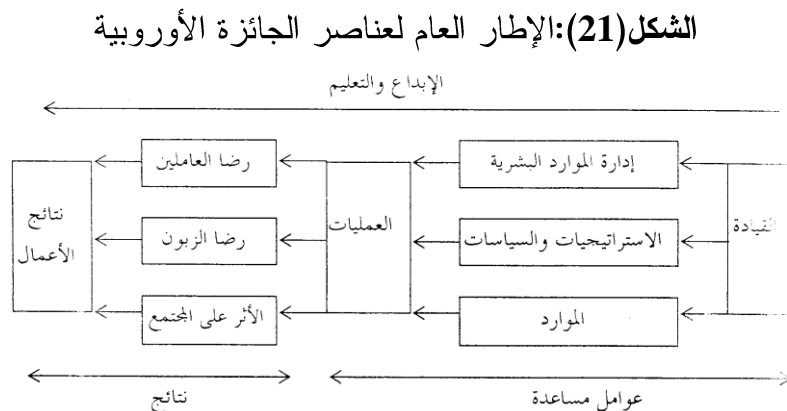 الشكل(21):الإطار العام لعناصر الجائزة الأوروبية
الإبداع والتعليم
القيادة
إدارة الموارد البشرية
الاستراتيجيات والسياسات
الموارد
العمليات
رضا العاملين
رضا الزبون
الأثر على المجتمع
نتائج
الأعمال
عوامل مساعدة
نتائج